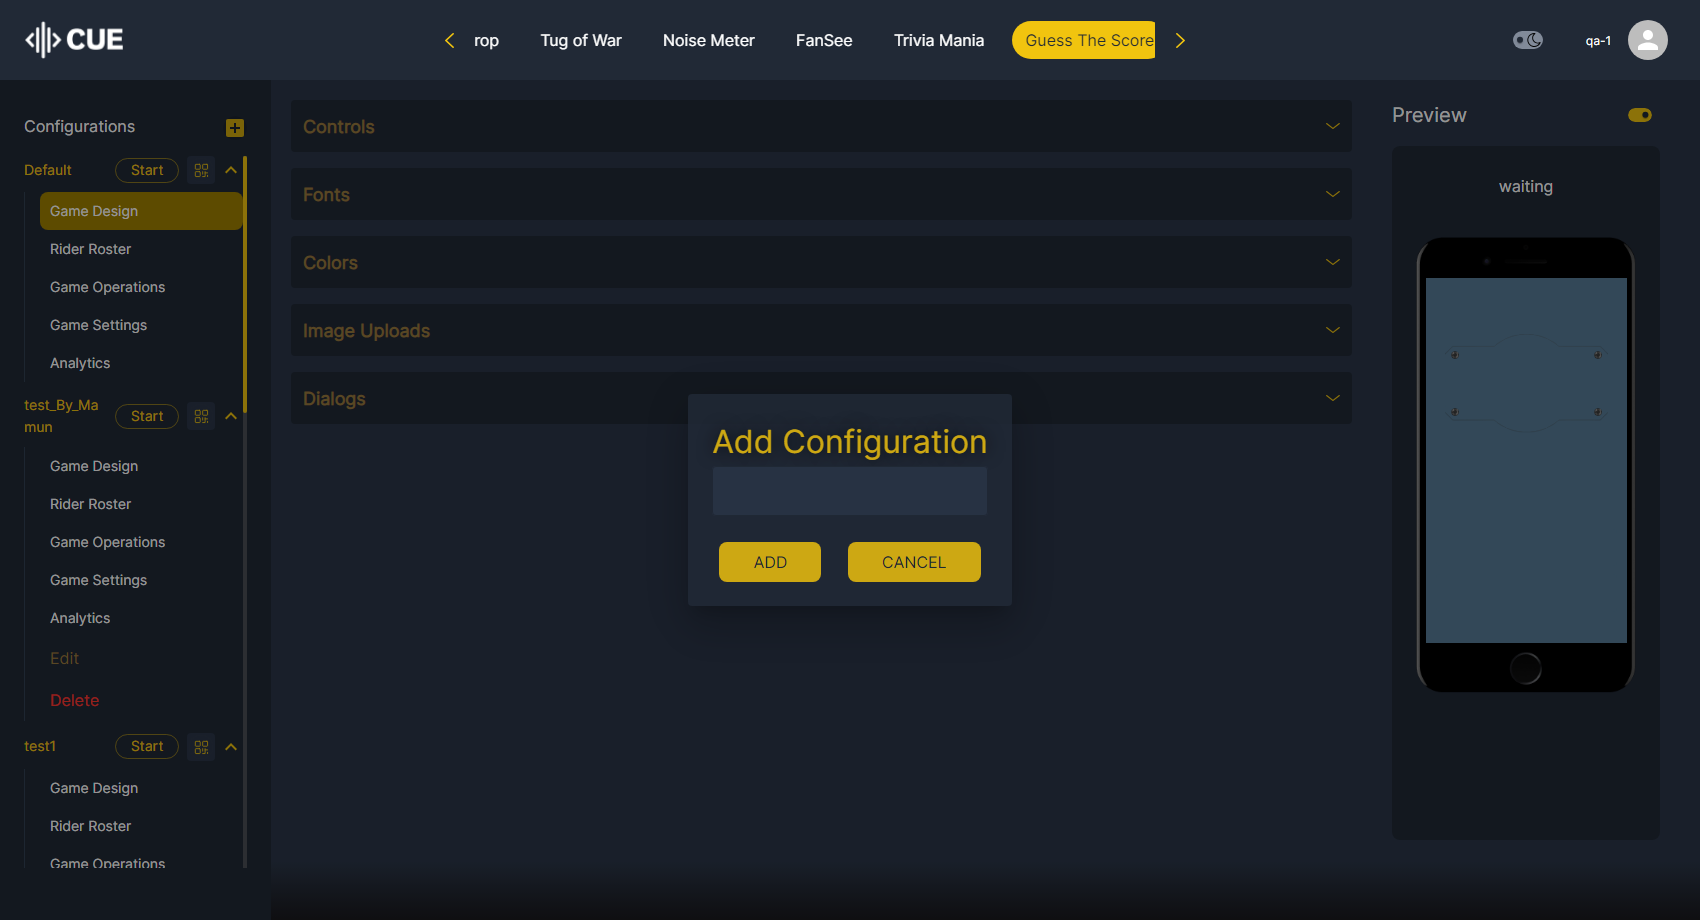 CUE
rop
Tug of War
Noise Meter
FanSee
Trivia Mania
Guess The Score
qa-1
Configurations
Default
Start
Game Design
Rider Roster
Game Operations
Game Settings
Analytics
test_By_Ma
mun
Start
Game Design
Rider Roster
Game Operations
Game Settings
Analytics
Edit
Delete
test1
Start
Game Design
Rider Roster
Game Operations
Controls
Fonts
Colors
Image Uploads
Dialogs
Add Configuration
ADD
CANCEL
Preview
waiting